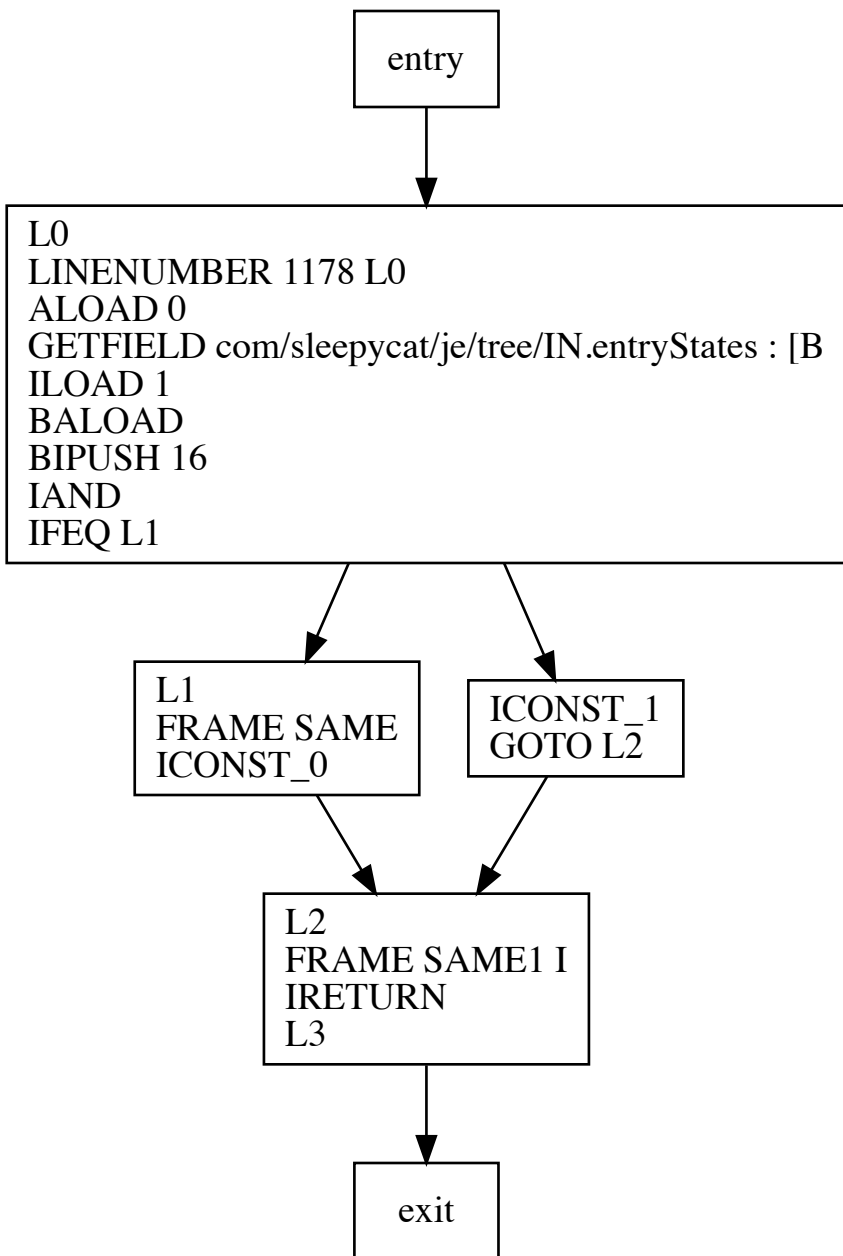 entry
L0
LINENUMBER 1178 L0
ALOAD 0
GETFIELD com/sleepycat/je/tree/IN.entryStates : [B
ILOAD 1
BALOAD
BIPUSH 16
IAND
IFEQ L1
L1
FRAME SAME
ICONST_0
ICONST_1
GOTO L2
L2
FRAME SAME1 I
IRETURN
L3
exit